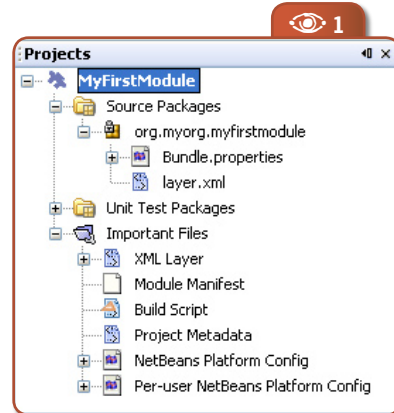 1
Projects
MyFirstModule
Source Packages
org.myorg.myfirstmodule
Bundle.properties
layer.xml
Unit Test Packages
Important Files
XML Layer
Module Manifest
Build Script
Project Metadata
NetBeans Platform Config
Per-user NetBeans Platform Config